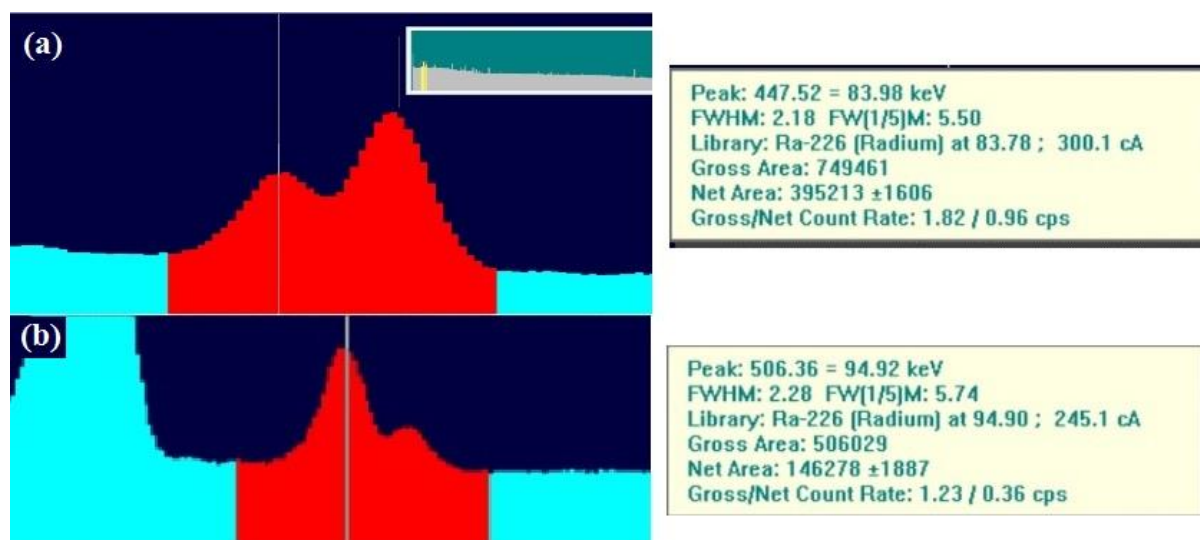 (a)
Peak: 447.52 = 83.98 keV
FWHM: 2.18 FW(1/5)M: 5.50
Library: Ra-226 (Radium) at 83.78 ; 300.1 cA
Gross Area: 749461
Net Area: 395213 ±1606
Gross/Net Count Rate: 1.82 / 0.96 cps
(b)
Peak: 506.36 = 94.92 keV
FWHM: 2.28 FW(1/5)M: 5.74
Library: Ra-226 (Radium) at 94.90 ; 245.1 cA
Gross Area: 506029
Net Area: 146278 ±1887
Gross/Net Count Rate: 1.23 / 0.36 cps